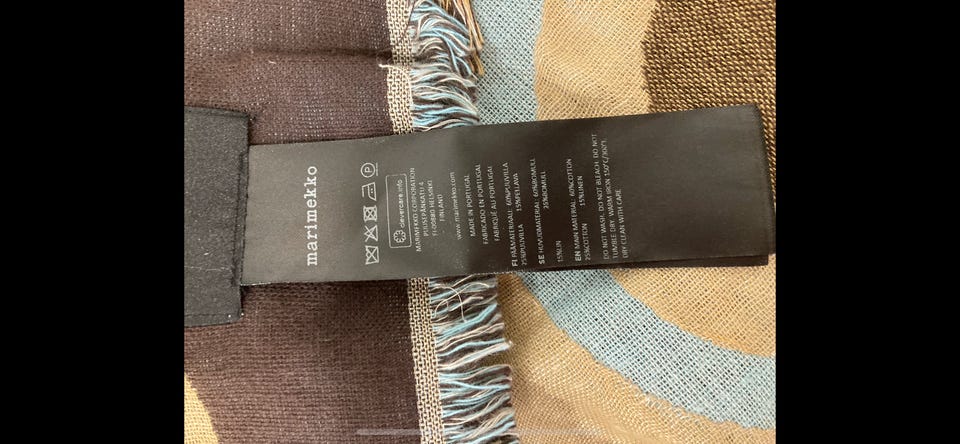 marimekko
clevercare.info
MARIMEKKO CORPORATION
PUUSEPÄNKATU 4
FI-00880 HELSINKI
FINLAND
www.marimekko.com
MADE IN PORTUGAL
FABRICADO EN PORTUGAL
FABRIQUÉ AU PORTUGAL
FI PÄÄMATERIAALI: 60%PUUVILLA
25%PUUVILLA 15%PELLAVA
SE HUVUDMATERIAL: 60%BOMULL
25%BOMULL
15%LIN
EN MAIN MATERIAL: 60%COTTON
25%COTTON 15%LINEN
DO NOT WASH. DO NOT BLEACH. DO NOT
TUMBLE DRY. WARM IRON 150°C/300°F.
DRY CLEAN WITH CARE